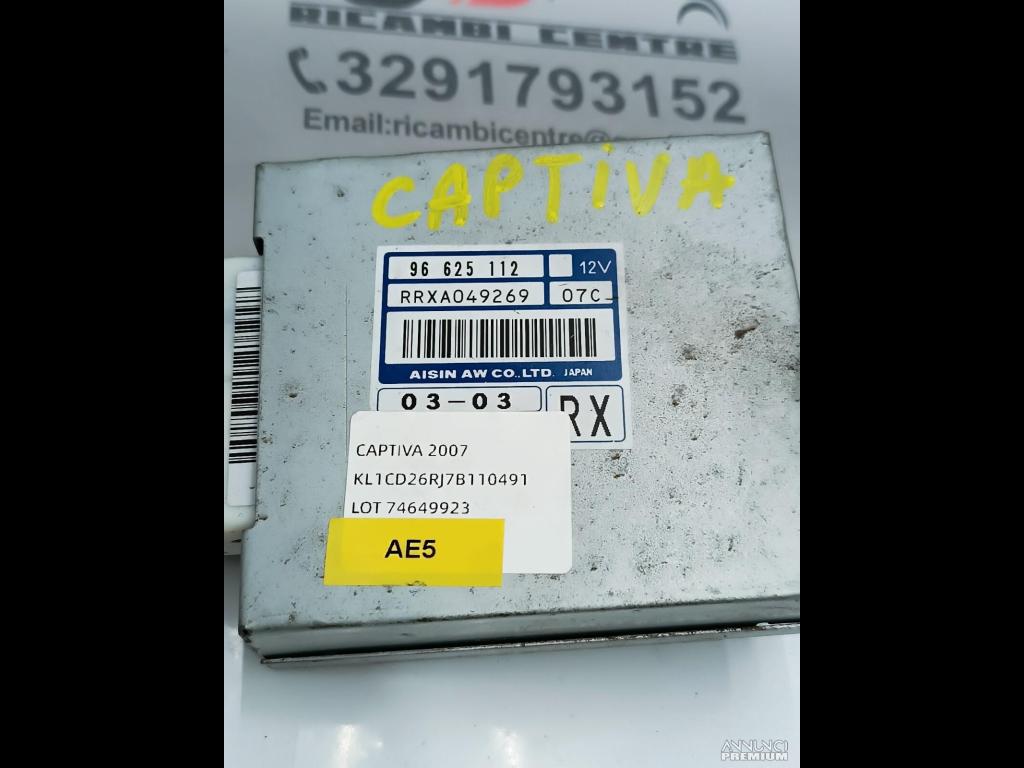 RICAMBI CENTRE
3291793152
Email:ricambicentre@
CAPTIVA
96 625 112 12V
RRXA049269 07C
AISIN AW CO.,LTD. JAPAN
03-03 RX
CAPTIVA 2007
KL1CD26RJ7B110491
LOT 74649923
AE5
ANNUNCI
PREMIUM